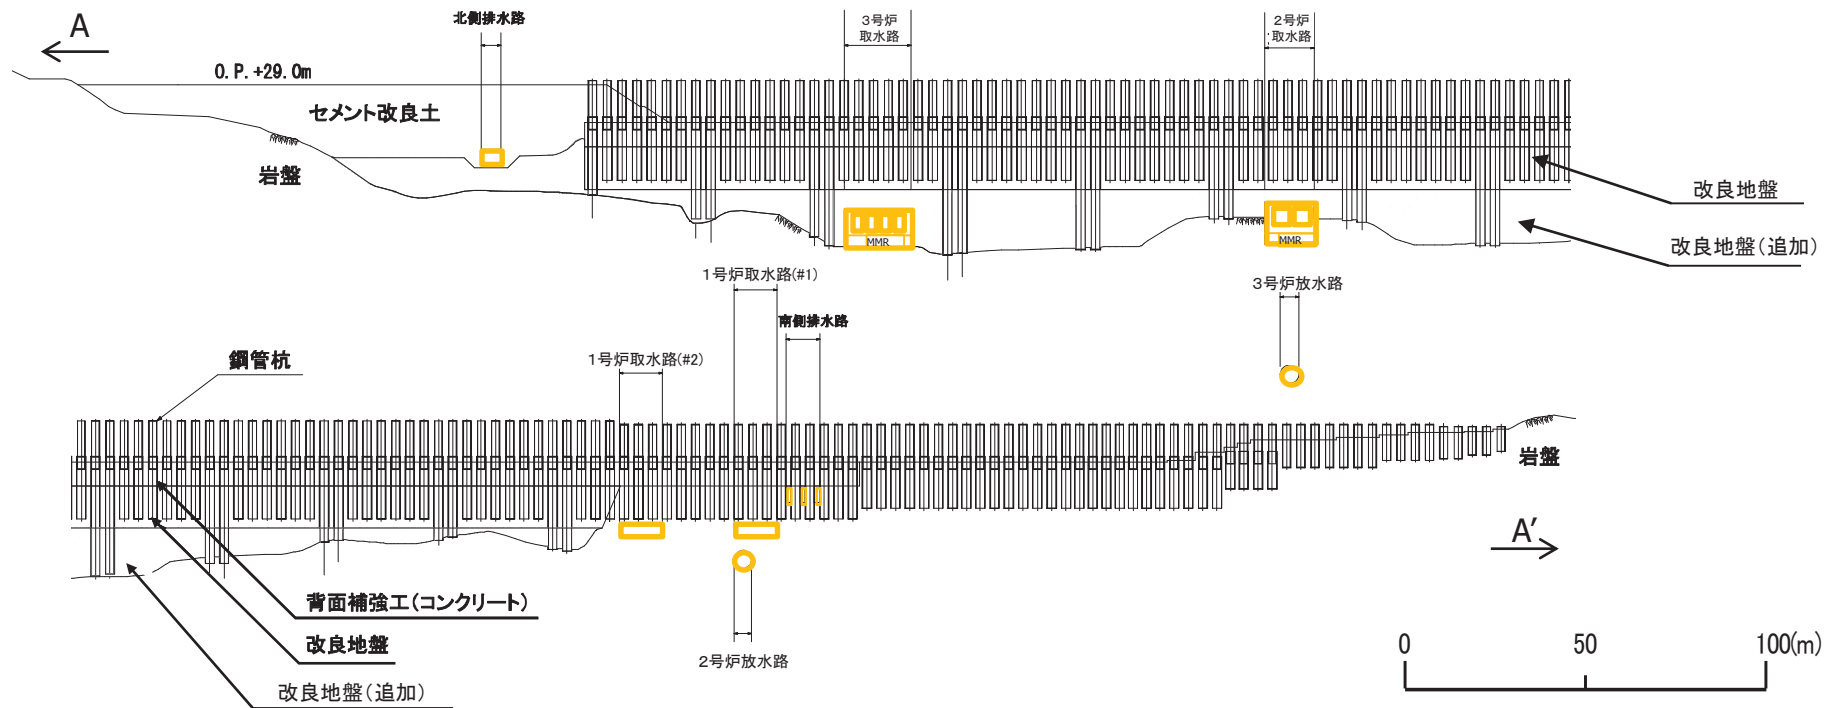 A
北側排水路
3号炉
取水路
2号炉
取水路
O.P.+29.0m
セメント改良土
岩盤
改良地盤
MMR
MMR
改良地盤(追加)
1号炉取水路(#1)
3号炉放水路
南側排水路
鋼管杭
1号炉取水路(#2)
岩盤
A'
背面補強工(コンクリート)
改良地盤
2号炉放水路
改良地盤(追加)
0
50
100(m)